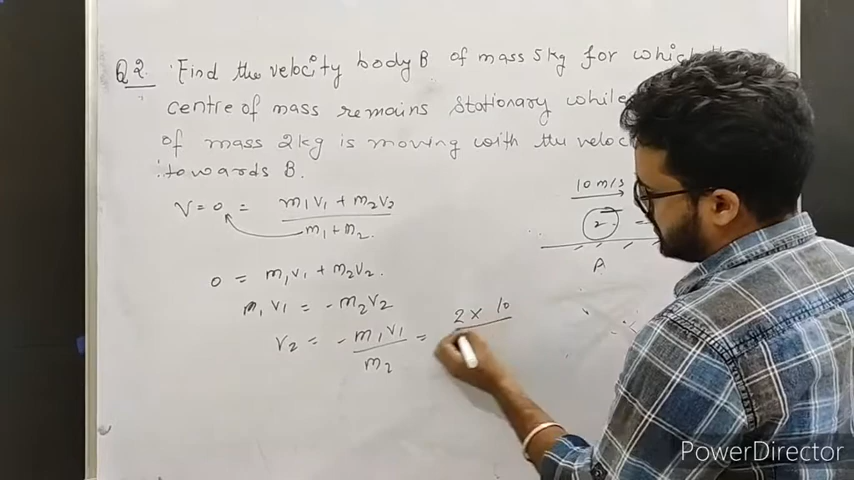 Q2. Find the velocity body B of mass 5kg for which the
centre of mass remains stationary while
of mass 2kg is moving with the veloc
towards B.
V = 0 = m₁v₁ + m₂v₂
m₁ + m₂.
0 = m₁v₁ + m₂v₂.
m₁v₁ = - m₂v₂
v₂ = - m₁v₁ = 2 × 10
m₂
10 m/s
2
A
PowerDirector